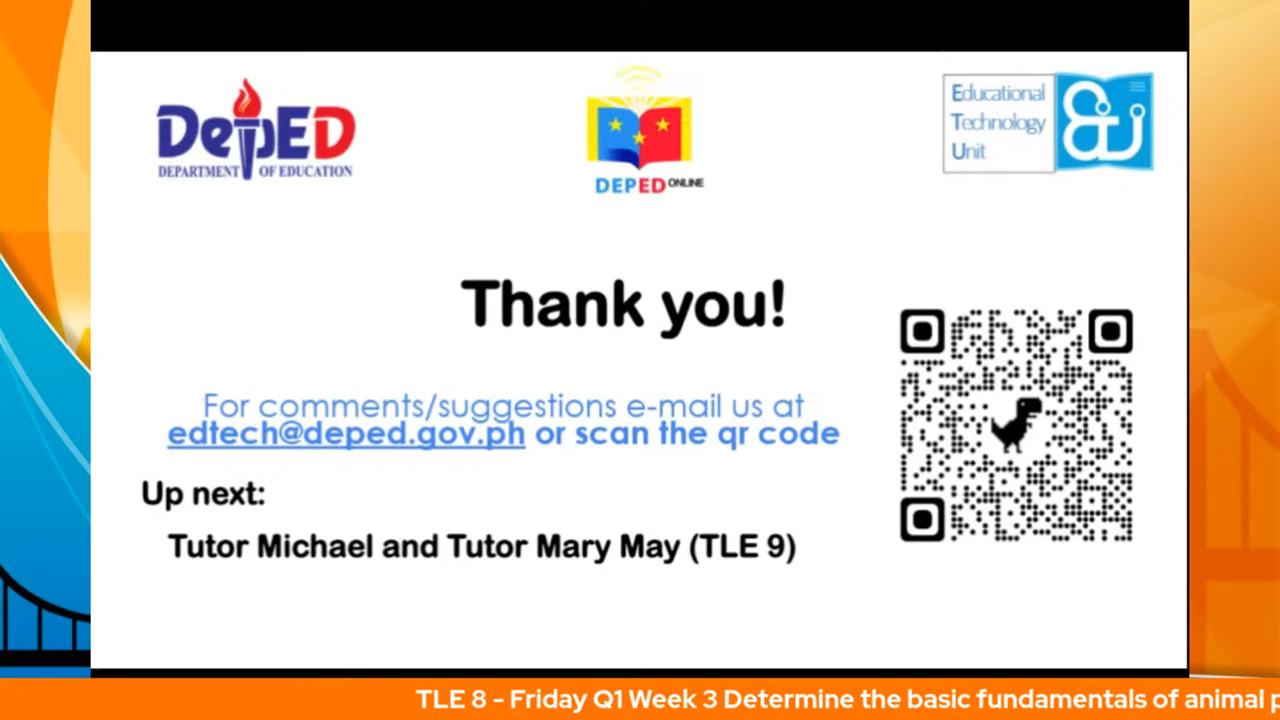 DepED
DEPARTMENT OF EDUCATION
DEPED ONLINE
Educational
Technology
Unit
Thank you!
For comments/suggestions e-mail us at
edtech@deped.gov.ph or scan the qr code
Up next:
Tutor Michael and Tutor Mary May (TLE 9)
TLE 8 - Friday Q1 Week 3 Determine the basic fundamentals of animal p